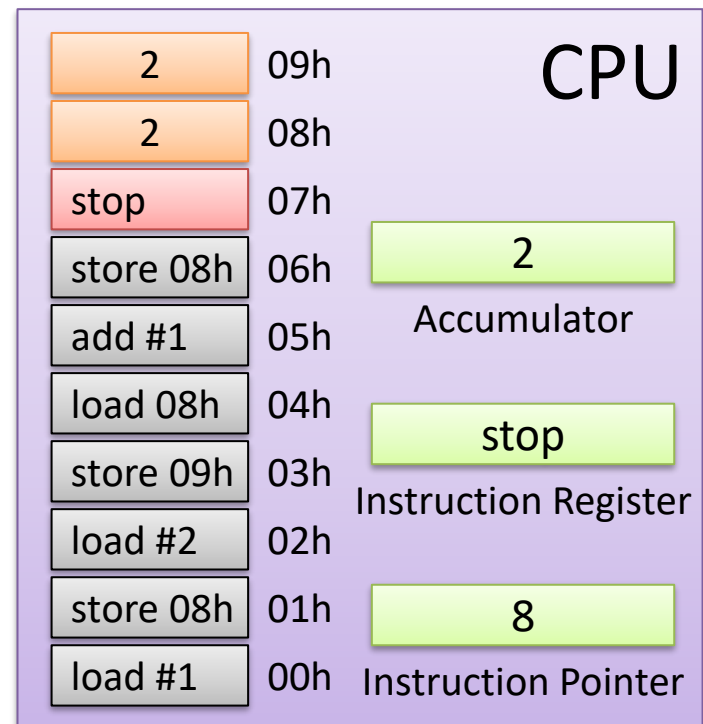 CPU
2 09h
2 08h
stop 07h
store 08h 06h
add #1 05h
load 08h 04h
store 09h 03h
load #2 02h
store 08h 01h
load #1 00h
2
Accumulator
stop
Instruction Register
8
Instruction Pointer